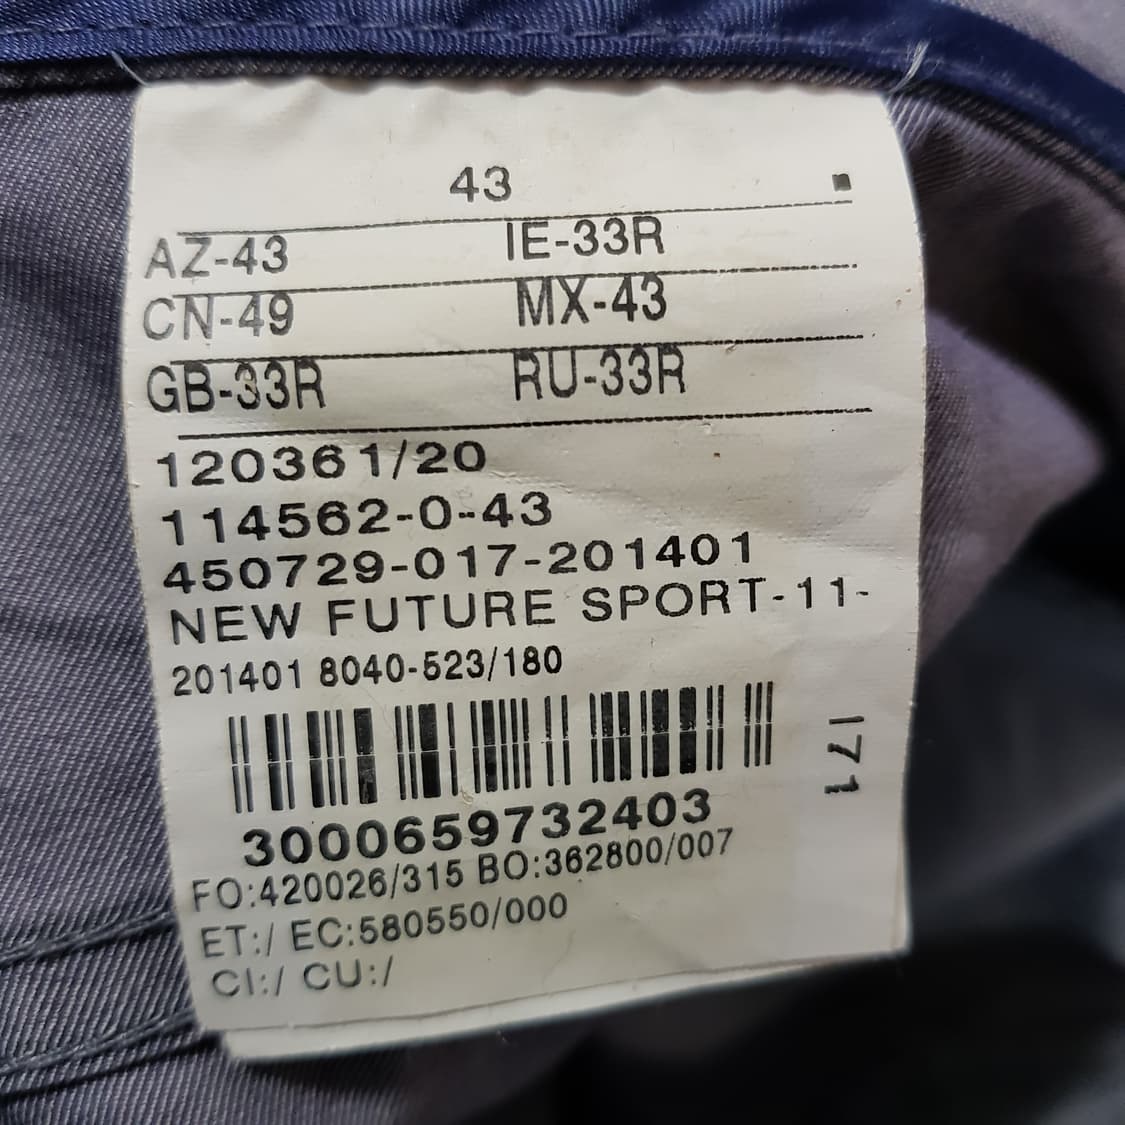 43
AZ-43 IE-33R
CN-49 MX-43
GB-33R RU-33R
120361/20
114562-0-43
450729-017-201401
NEW FUTURE SPORT-11-
201401 8040-523/180
171
3000659732403
FO:420026/315 BO:362800/007
ET:/ EC:580550/000
CI:/ CU:/